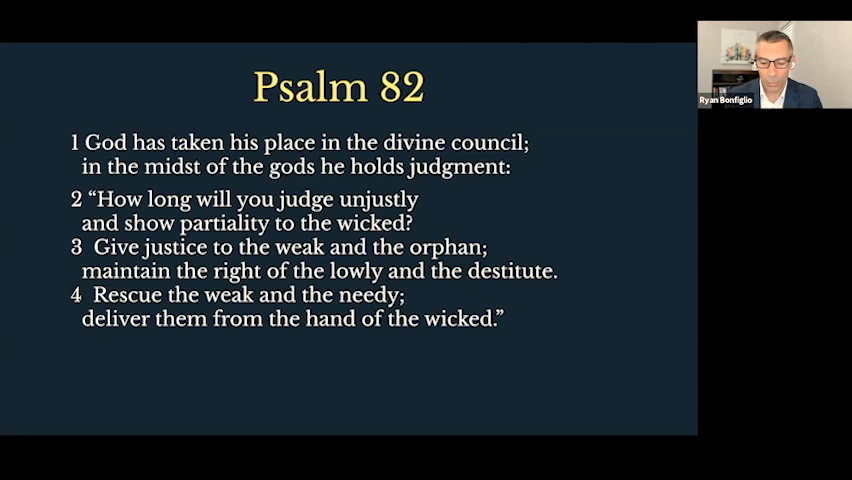 Psalm 82
1 God has taken his place in the divine council;
in the midst of the gods he holds judgment:
2 “How long will you judge unjustly
and show partiality to the wicked?
3 Give justice to the weak and the orphan;
maintain the right of the lowly and the destitute.
4 Rescue the weak and the needy;
deliver them from the hand of the wicked.”
Ryan Bonfiglio